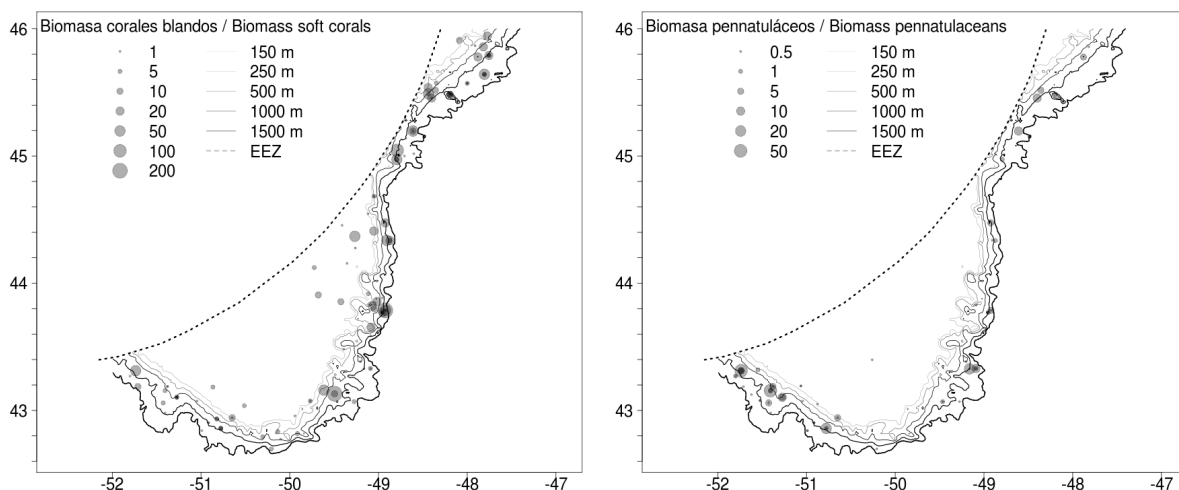 Biomasa corales blandos / Biomass soft corals
1 150 m
5 250 m
10 500 m
20 1000 m
50 1500 m
100 EEZ
200
46
45
44
43
-52 -51 -50 -49 -48 -47
Biomasa pennatuláceos / Biomass pennatulaceans
0.5 150 m
1 250 m
5 500 m
10 1000 m
20 1500 m
50 EEZ
46
45
44
43
-52 -51 -50 -49 -48 -47